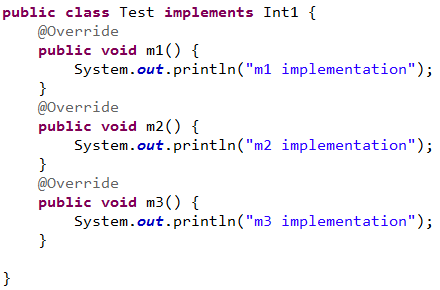 public class Test implements Int1 {
    @Override
    public void m1() {
        System.out.println("m1 implementation");
    }
    @Override
    public void m2() {
        System.out.println("m2 implementation");
    }
    @Override
    public void m3() {
        System.out.println("m3 implementation");
    }

}